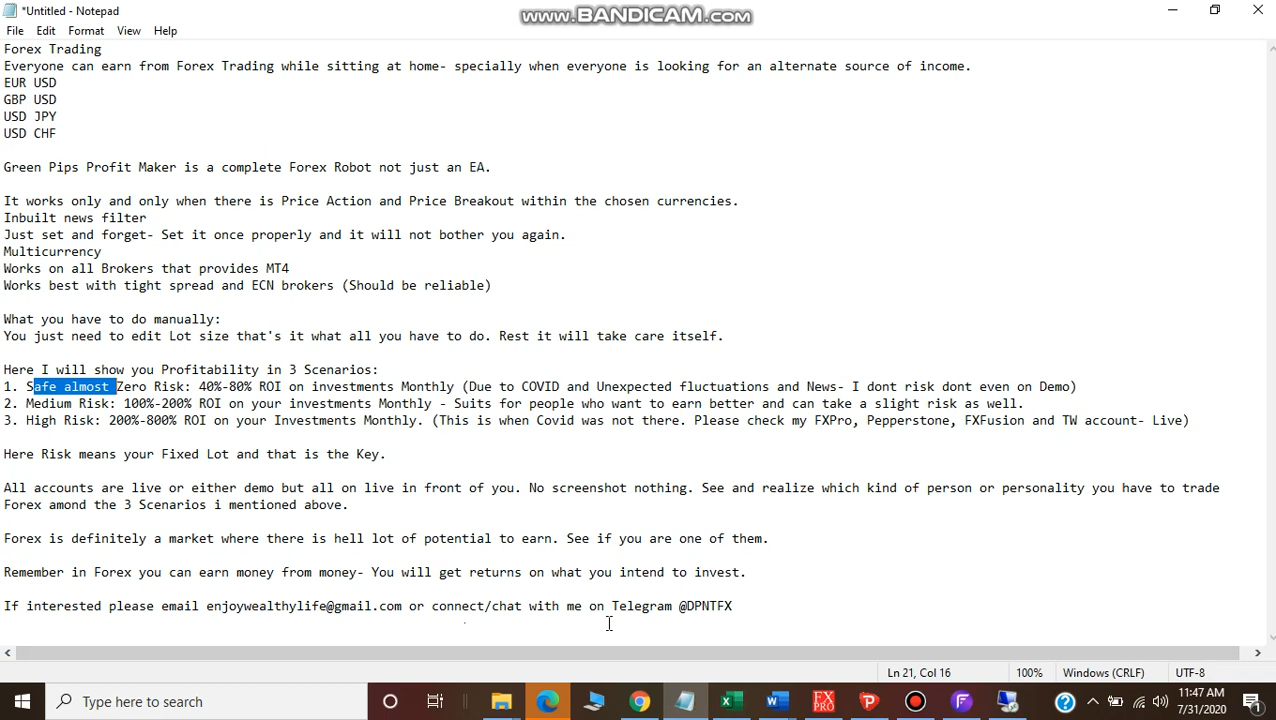 *Untitled - Notepad
www.BANDICAM.com
File Edit Format View Help
Forex Trading
Everyone can earn from Forex Trading while sitting at home- specially when everyone is looking for an alternate source of income.
EUR USD
GBP USD
USD JPY
USD CHF
Green Pips Profit Maker is a complete Forex Robot not just an EA.
It works only and only when there is Price Action and Price Breakout within the chosen currencies.
Inbuilt news filter
Just set and forget- Set it once properly and it will not bother you again.
Multicurrency
Works on all Brokers that provides MT4
Works best with tight spread and ECN brokers (Should be reliable)
What you have to do manually:
You just need to edit Lot size that's it what all you have to do. Rest it will take care itself.
Here I will show you Profitability in 3 Scenarios:
1. Safe almost Zero Risk: 40%-80% ROI on investments Monthly (Due to COVID and Unexpected fluctuations and News- I dont risk dont even on Demo)
2. Medium Risk: 100%-200% ROI on your investments Monthly - Suits for people who want to earn better and can take a slight risk as well.
3. High Risk: 200%-800% ROI on your Investments Monthly. (This is when Covid was not there. Please check my FXPro, Pepperstone, FXFusion and TW account- Live)
Here Risk means your Fixed Lot and that is the Key.
All accounts are live or either demo but all on live in front of you. No screenshot nothing. See and realize which kind of person or personality you have to trade
Forex amond the 3 Scenarios i mentioned above.
Forex is definitely a market where there is hell lot of potential to earn. See if you are one of them.
Remember in Forex you can earn money from money- You will get returns on what you intend to invest.
If interested please email enjoywealthylife@gmail.com or connect/chat with me on Telegram @DPNTFX
Ln 21, Col 16 100% Windows (CRLF) UTF-8
Type here to search
FX PRO
11:47 AM
7/31/2020